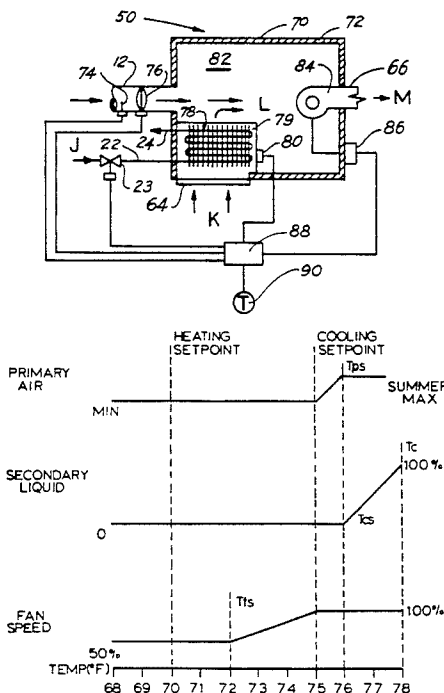 50
70
72
74
12
76
82
84
66
M
L
79
78
80
86
24
22
J
23
64
K
88
T
90
HEATING
SETPOINT
COOLING
SETPOINT
PRIMARY
AIR
MIN
Tps
SUMMER
MAX
SECONDARY
LIQUID
Tc
100%
O
Tcs
FAN
SPEED
Tfs
100%
50%
TEMP(°F)
68 69 70 71 72 73 74 75 76 77 78